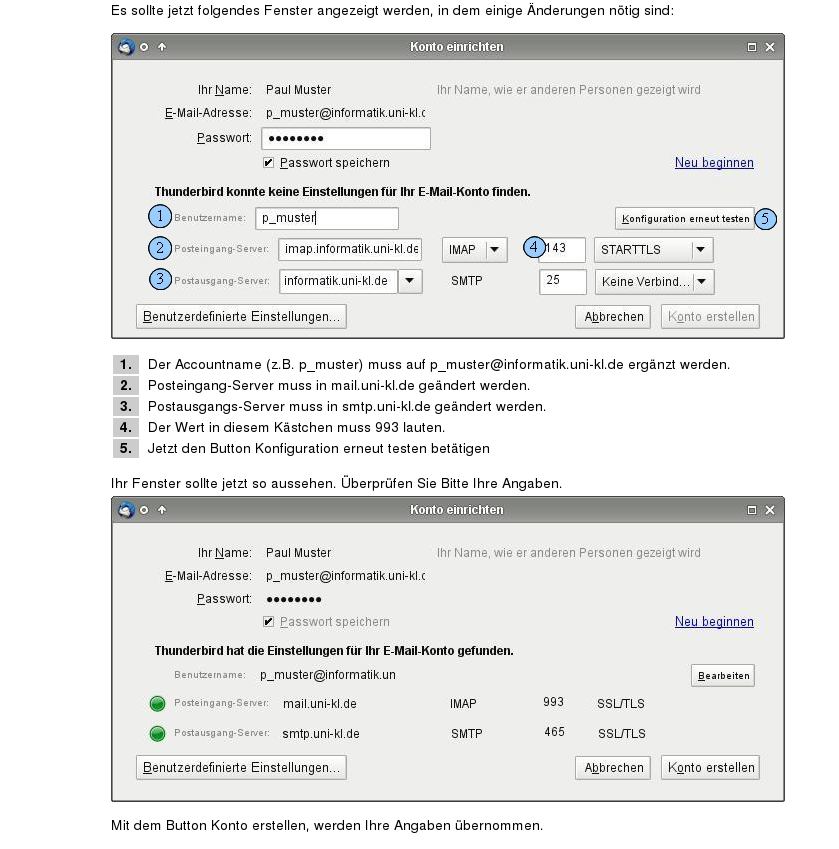 Es sollte jetzt folgendes Fenster angezeigt werden, in dem einige Änderungen nötig sind:
Konto einrichten
Ihr Name: Paul Muster Ihr Name, wie er anderen Personen gezeigt wird
E-Mail-Adresse: p_muster@informatik.uni-kl.c
Passwort: ●●●●●●●●
Passwort speichern Neu beginnen
Thunderbird konnte keine Einstellungen für Ihr E-Mail-Konto finden.
1 Benutzername: p_muster Konfiguration erneut testen 5
2 Posteingang-Server: imap.informatik.uni-kl.de IMAP 4 143 STARTTLS
3 Postausgang-Server: informatik.uni-kl.de SMTP 25 Keine Verbind...
Benutzerdefinierte Einstellungen... Abbrechen Konto erstellen
1. Der Accountname (z.B. p_muster) muss auf p_muster@informatik.uni-kl.de ergänzt werden.
2. Posteingang-Server muss in mail.uni-kl.de geändert werden.
3. Postausgangs-Server muss in smtp.uni-kl.de geändert werden.
4. Der Wert in diesem Kästchen muss 993 lauten.
5. Jetzt den Button Konfiguration erneut testen betätigen
Ihr Fenster sollte jetzt so aussehen. Überprüfen Sie Bitte Ihre Angaben.
Konto einrichten
Ihr Name: Paul Muster Ihr Name, wie er anderen Personen gezeigt wird
E-Mail-Adresse: p_muster@informatik.uni-kl.c
Passwort: ●●●●●●●●
Passwort speichern Neu beginnen
Thunderbird hat die Einstellungen für Ihr E-Mail-Konto gefunden.
Benutzername: p_muster@informatik.un Bearbeiten
Posteingang-Server: mail.uni-kl.de IMAP 993 SSL/TLS
Postausgang-Server: smtp.uni-kl.de SMTP 465 SSL/TLS
Benutzerdefinierte Einstellungen... Abbrechen Konto erstellen
Mit dem Button Konto erstellen, werden Ihre Angaben übernommen.